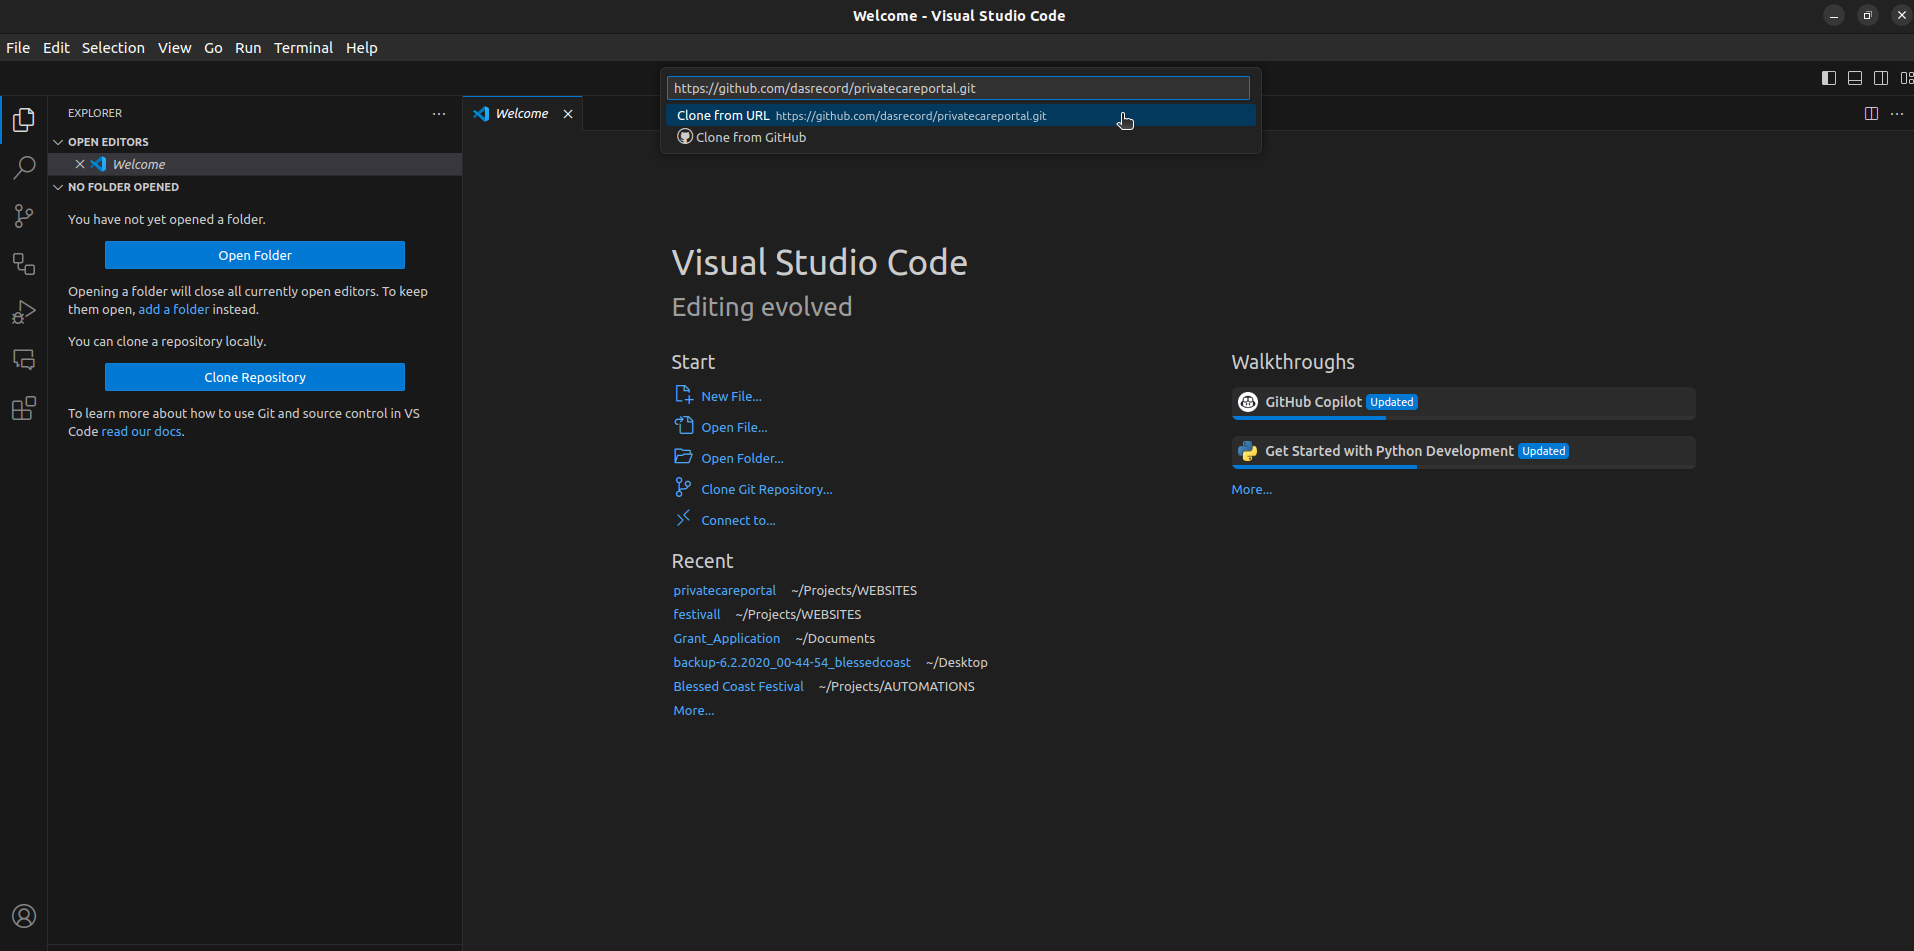 Welcome - Visual Studio Code
File Edit Selection View Go Run Terminal Help
https://github.com/dasrecord/privatecareportal.git
Clone from URL https://github.com/dasrecord/privatecareportal.git
Clone from GitHub
EXPLORER
OPEN EDITORS
Welcome
NO FOLDER OPENED
You have not yet opened a folder.
Open Folder
Opening a folder will close all currently open editors. To keep
them open, add a folder instead.
You can clone a repository locally.
Clone Repository
To learn more about how to use Git and source control in VS
Code read our docs.
Welcome
Visual Studio Code
Editing evolved
Start
New File...
Open File...
Open Folder...
Clone Git Repository...
Connect to...
Recent
privatecareportal ~/Projects/WEBSITES
festivall ~/Projects/WEBSITES
Grant_Application ~/Documents
backup-6.2.2020_00-44-54_blessedcoast ~/Desktop
Blessed Coast Festival ~/Projects/AUTOMATIONS
More...
Walkthroughs
GitHub Copilot Updated
Get Started with Python Development Updated
More...